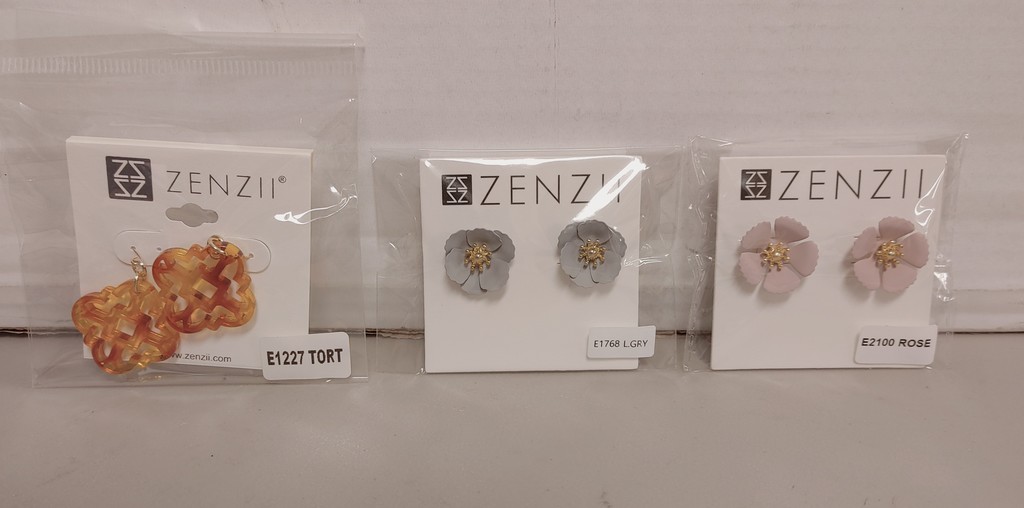 ZENZII®
www.zenzii.com
E1227 TORT
ZENZII
E1768 L.GRY
ZENZII
E2100 ROSE